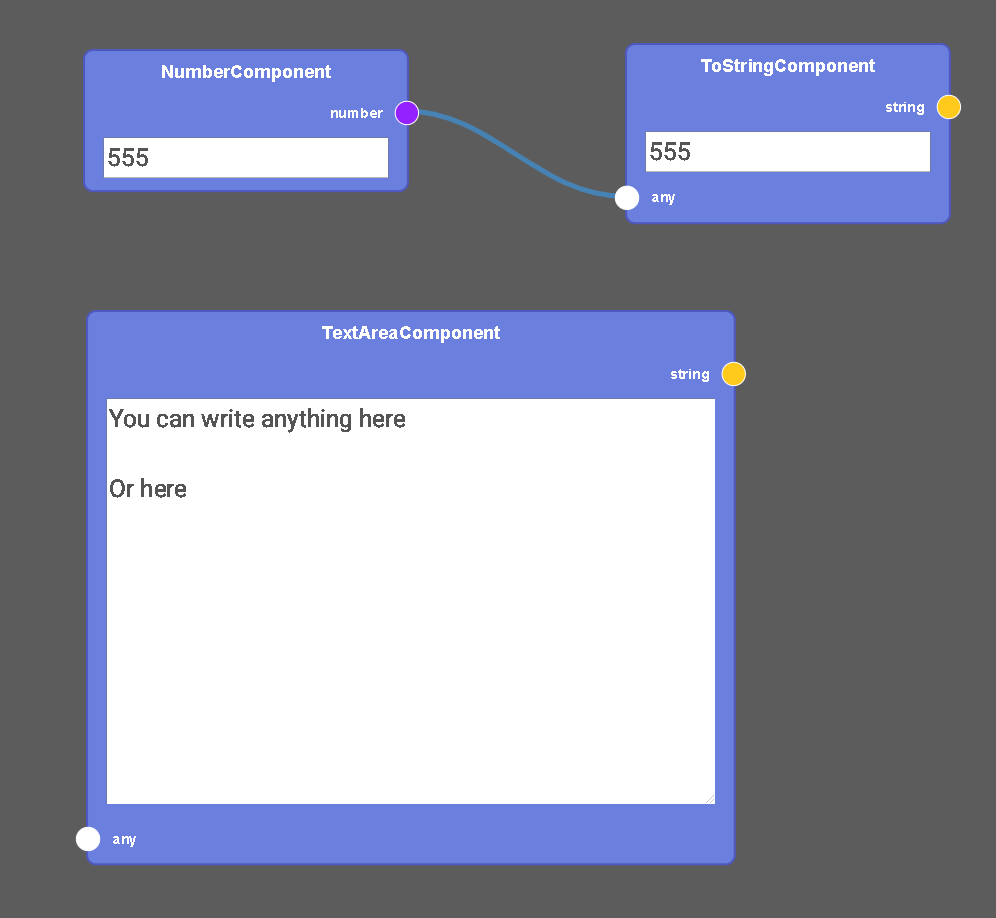 NumberComponent
number
555
ToStringComponent
string
555
any
TextAreaComponent
string
You can write anything here
Or here
any